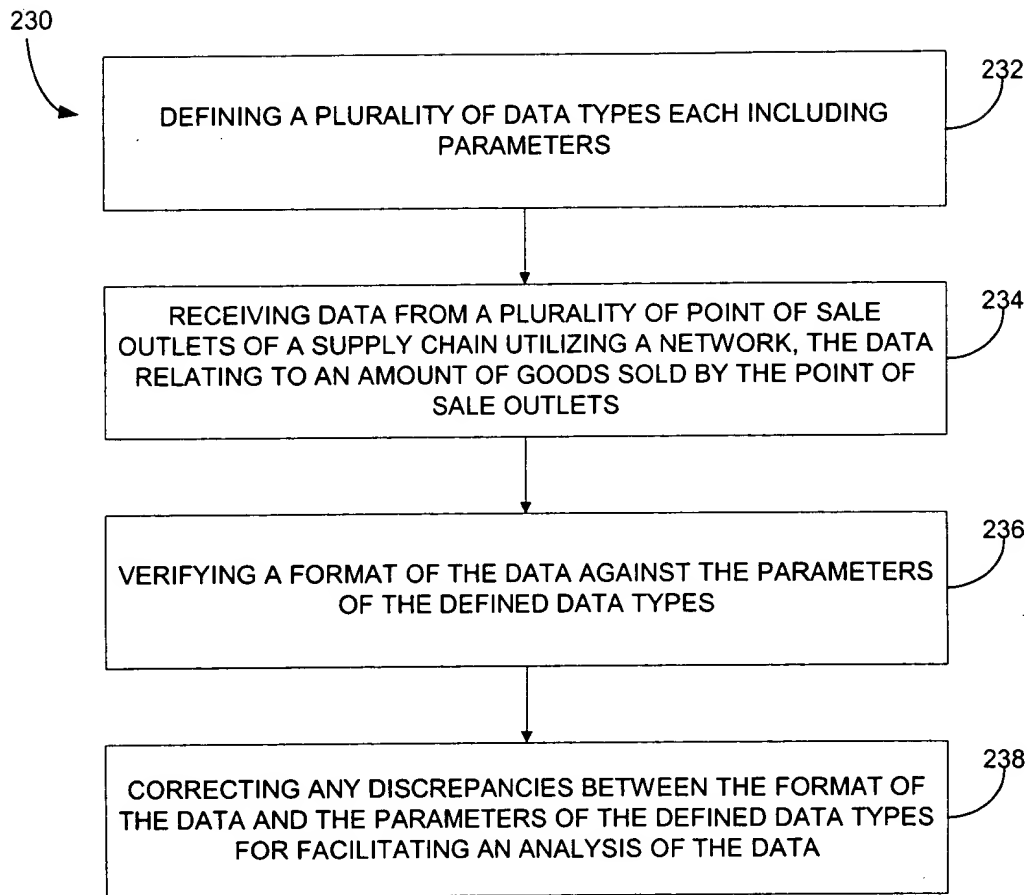 230
232
DEFINING A PLURALITY OF DATA TYPES EACH INCLUDING
PARAMETERS
234
RECEIVING DATA FROM A PLURALITY OF POINT OF SALE
OUTLETS OF A SUPPLY CHAIN UTILIZING A NETWORK, THE DATA
RELATING TO AN AMOUNT OF GOODS SOLD BY THE POINT OF
SALE OUTLETS
236
VERIFYING A FORMAT OF THE DATA AGAINST THE PARAMETERS
OF THE DEFINED DATA TYPES
238
CORRECTING ANY DISCREPANCIES BETWEEN THE FORMAT OF
THE DATA AND THE PARAMETERS OF THE DEFINED DATA TYPES
FOR FACILITATING AN ANALYSIS OF THE DATA